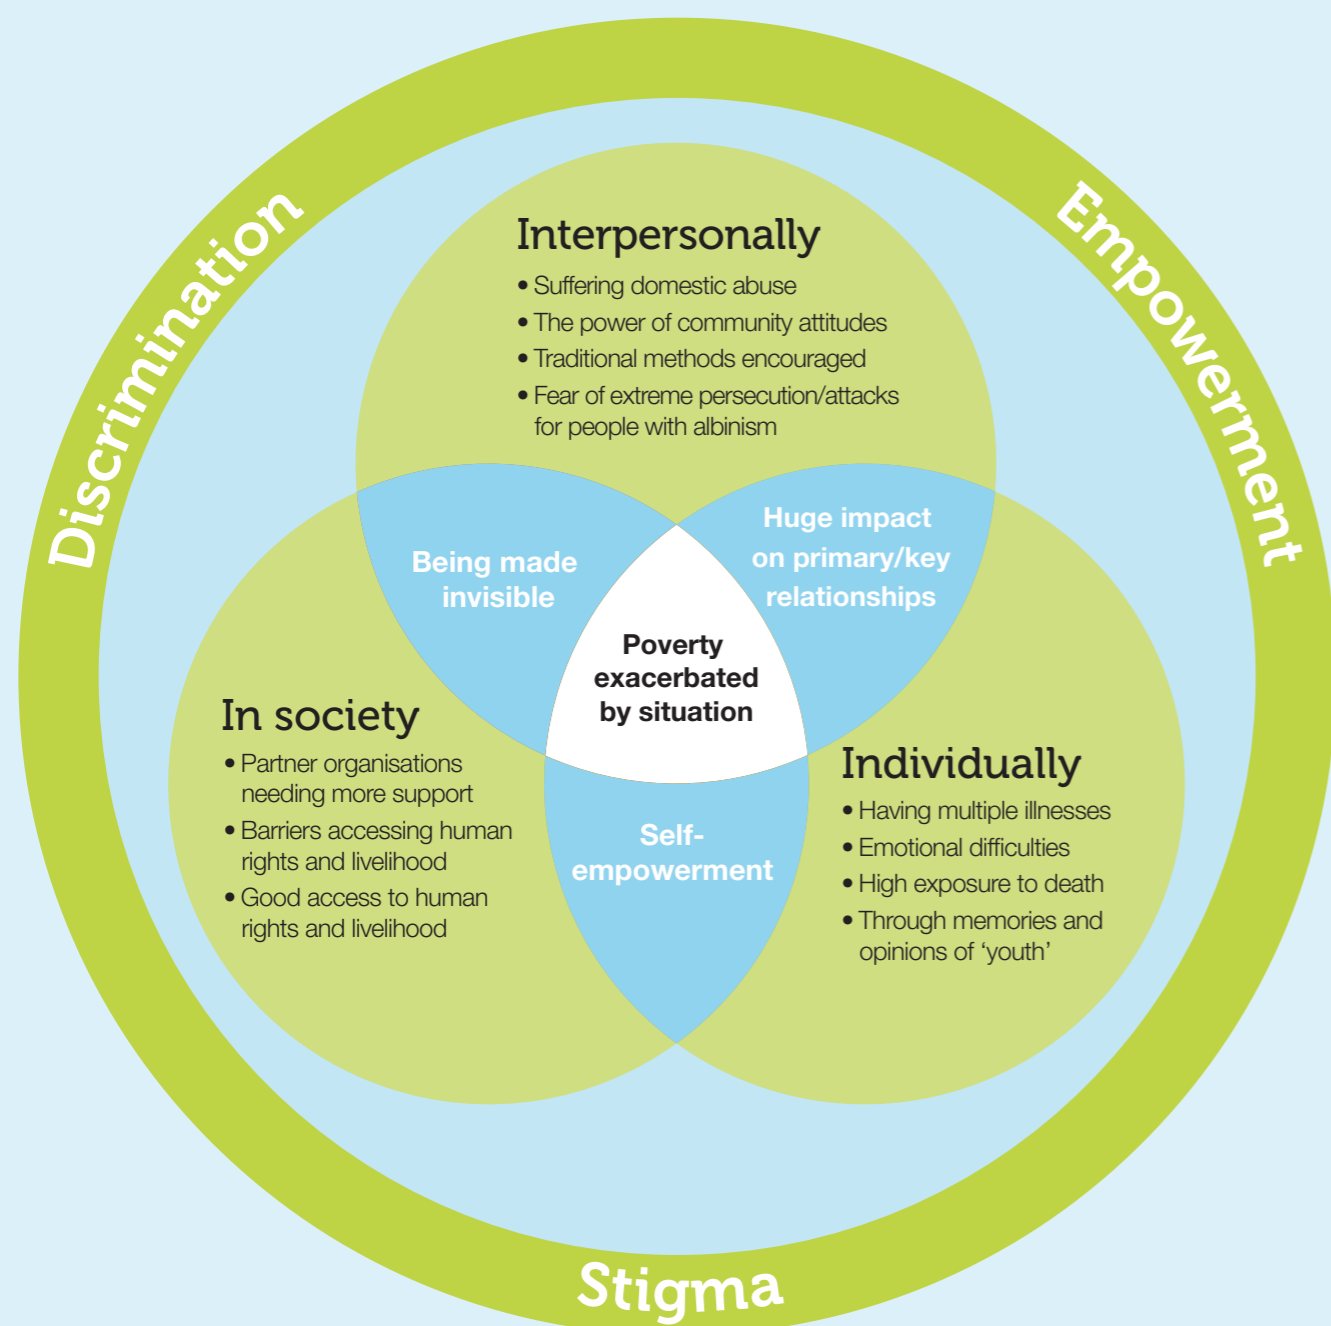 Discrimination
Empowerment
Interpersonally
• Suffering domestic abuse
• The power of community attitudes
• Traditional methods encouraged
• Fear of extreme persecution/attacks
for people with albinism
Being made
invisible
Huge impact
on primary/key
relationships
Poverty
exacerbated
by situation
In society
• Partner organisations
needing more support
• Barriers accessing human
rights and livelihood
• Good access to human
rights and livelihood
Individually
• Having multiple illnesses
• Emotional difficulties
• High exposure to death
• Through memories and
opinions of ‘youth’
Self-
empowerment
Stigma